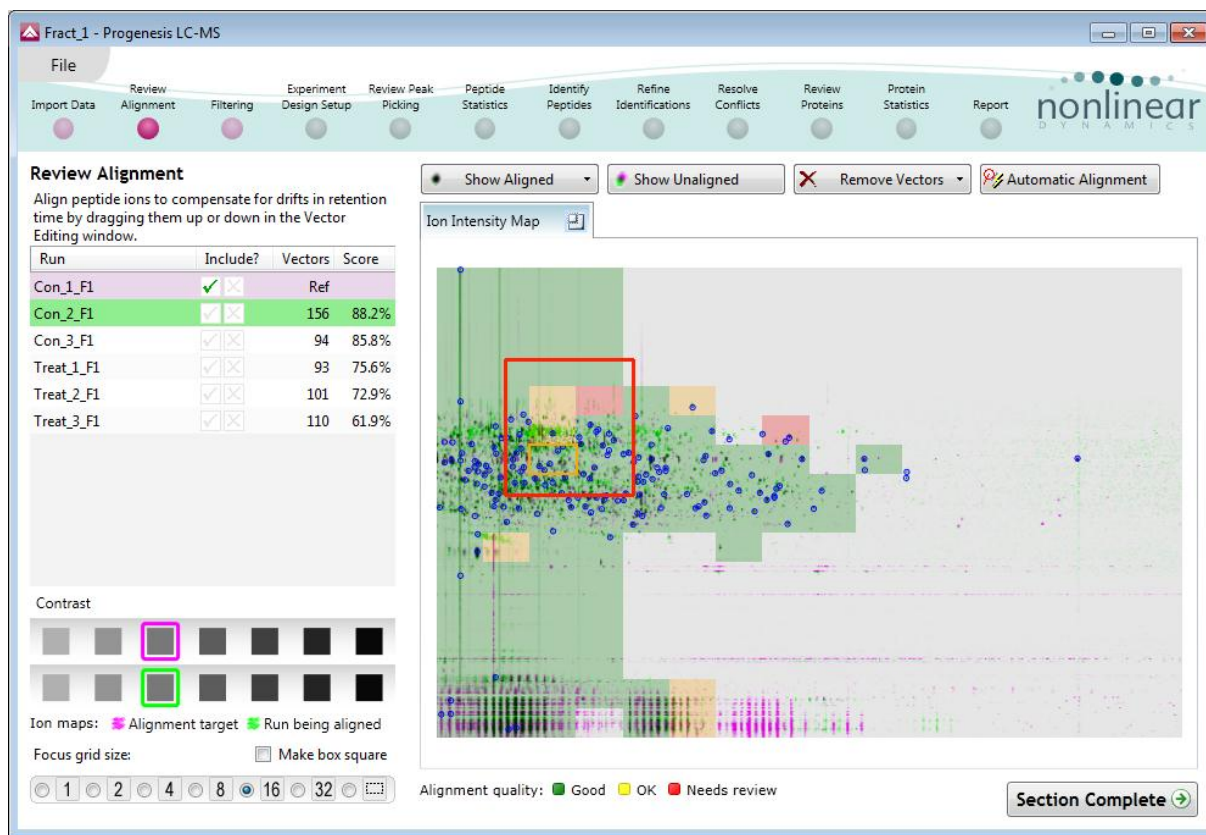 Fract_1 - Progenesis LC-MS
File
Import Data
Review Alignment
Filtering
Experiment Design Setup
Review Peak Picking
Peptide Statistics
Identify Peptides
Refine Identifications
Resolve Conflicts
Review Proteins
Protein Statistics
Report
nonlinear
DYNAMICS
Review Alignment
Align peptide ions to compensate for drifts in retention
time by dragging them up or down in the Vector
Editing window.
Run Include? Vectors Score
Con_1_F1 Ref
Con_2_F1 156 88.2%
Con_3_F1 94 85.8%
Treat_1_F1 93 75.6%
Treat_2_F1 101 72.9%
Treat_3_F1 110 61.9%
Contrast
Ion maps: Alignment target Run being aligned
Focus grid size: Make box square
1 2 4 8 16 32
Show Aligned Show Unaligned Remove Vectors Automatic Alignment
Ion Intensity Map
Alignment quality: Good OK Needs review
Section Complete